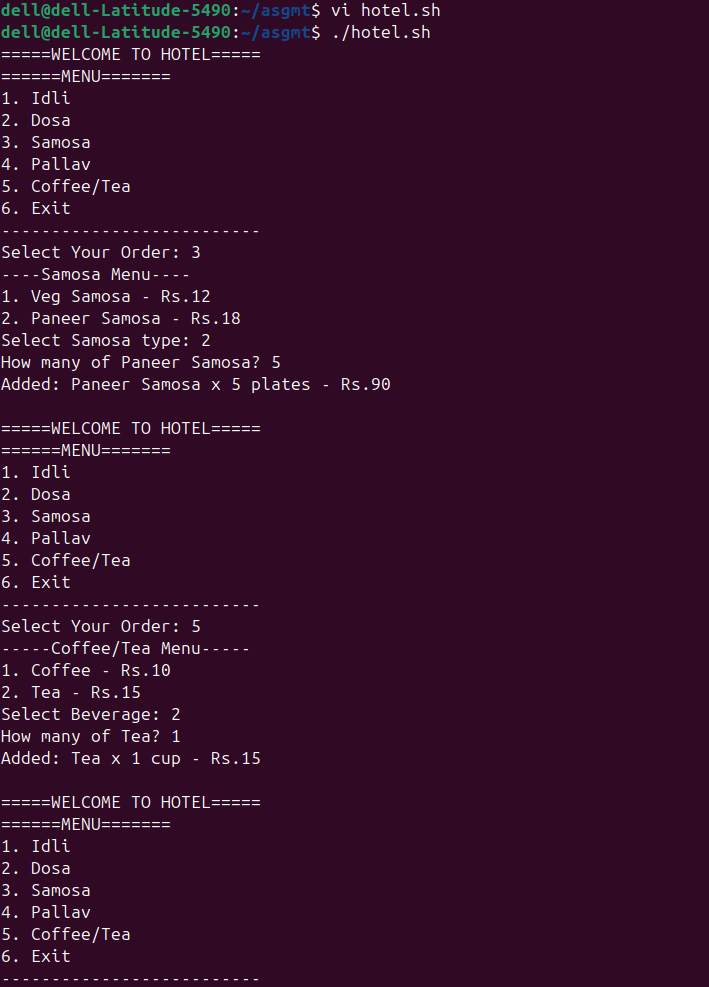 dell@dell-Latitude-5490:~/asgmt$ vi hotel.sh
dell@dell-Latitude-5490:~/asgmt$ ./hotel.sh
=====WELCOME TO HOTEL=====
======MENU=======
1. Idli
2. Dosa
3. Samosa
4. Pallav
5. Coffee/Tea
6. Exit
--------------------------
Select Your Order: 3
----Samosa Menu----
1. Veg Samosa - Rs.12
2. Paneer Samosa - Rs.18
Select Samosa type: 2
How many of Paneer Samosa? 5
Added: Paneer Samosa x 5 plates - Rs.90
=====WELCOME TO HOTEL=====
======MENU=======
1. Idli
2. Dosa
3. Samosa
4. Pallav
5. Coffee/Tea
6. Exit
--------------------------
Select Your Order: 5
-----Coffee/Tea Menu-----
1. Coffee - Rs.10
2. Tea - Rs.15
Select Beverage: 2
How many of Tea? 1
Added: Tea x 1 cup - Rs.15
=====WELCOME TO HOTEL=====
======MENU=======
1. Idli
2. Dosa
3. Samosa
4. Pallav
5. Coffee/Tea
6. Exit
--------------------------